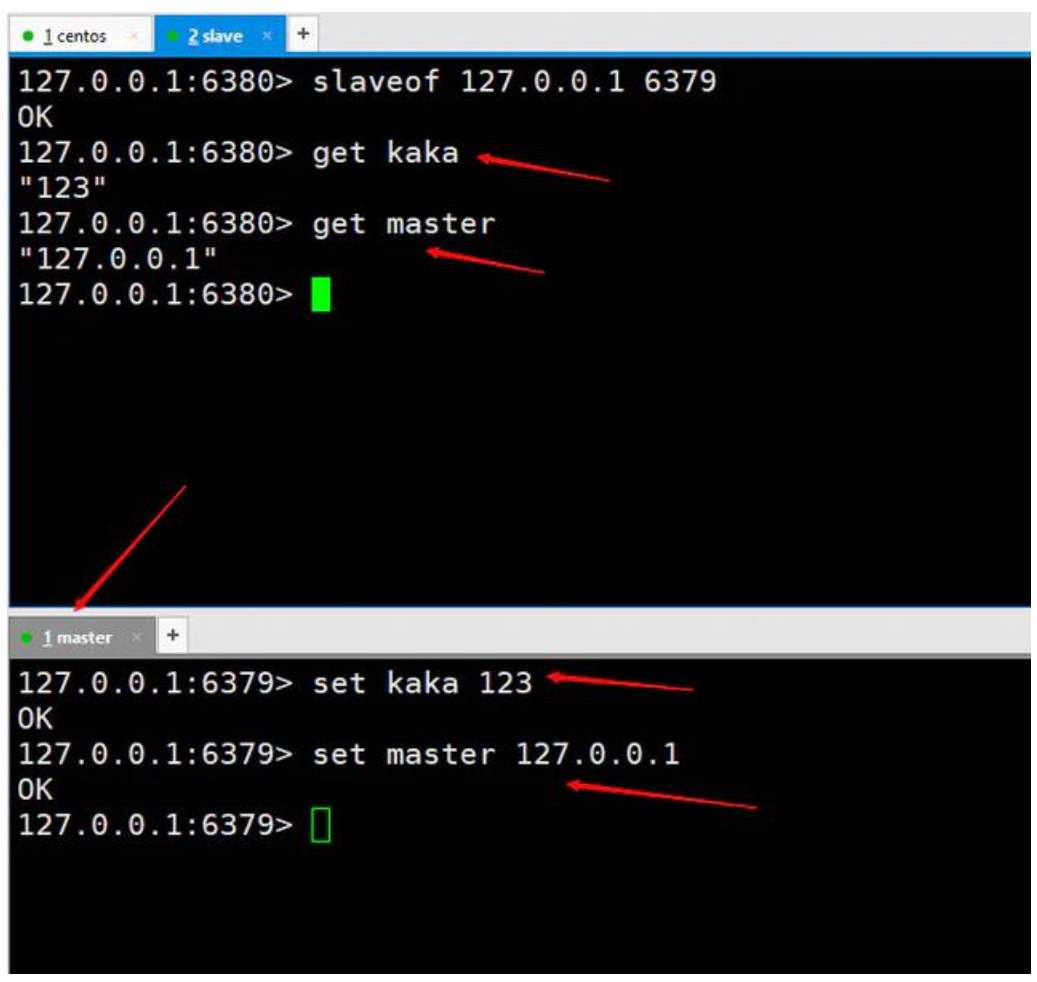 1 centos × 2 slave × +
127.0.0.1:6380> slaveof 127.0.0.1 6379
OK
127.0.0.1:6380> get kaka
"123"
127.0.0.1:6380> get master
"127.0.0.1"
127.0.0.1:6380>
1 master × +
127.0.0.1:6379> set kaka 123
OK
127.0.0.1:6379> set master 127.0.0.1
OK
127.0.0.1:6379>